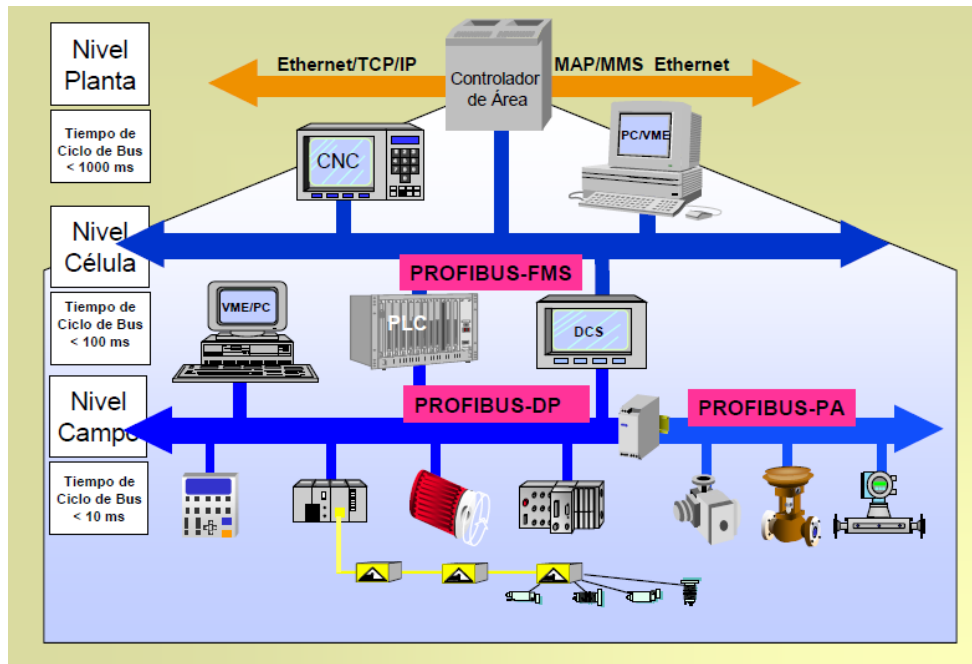 Nivel
Planta
Ethernet/TCP/IP
Controlador
de Área
MAP/MMS Ethernet
Tiempo de
Ciclo de Bus
< 1000 ms
CNC
PC/VME
Nivel
Célula
PROFIBUS-FMS
Tiempo de
Ciclo de Bus
< 100 ms
VME/PC
PLC
DCS
Nivel
Campo
PROFIBUS-DP
PROFIBUS-PA
Tiempo de
Ciclo de Bus
< 10 ms